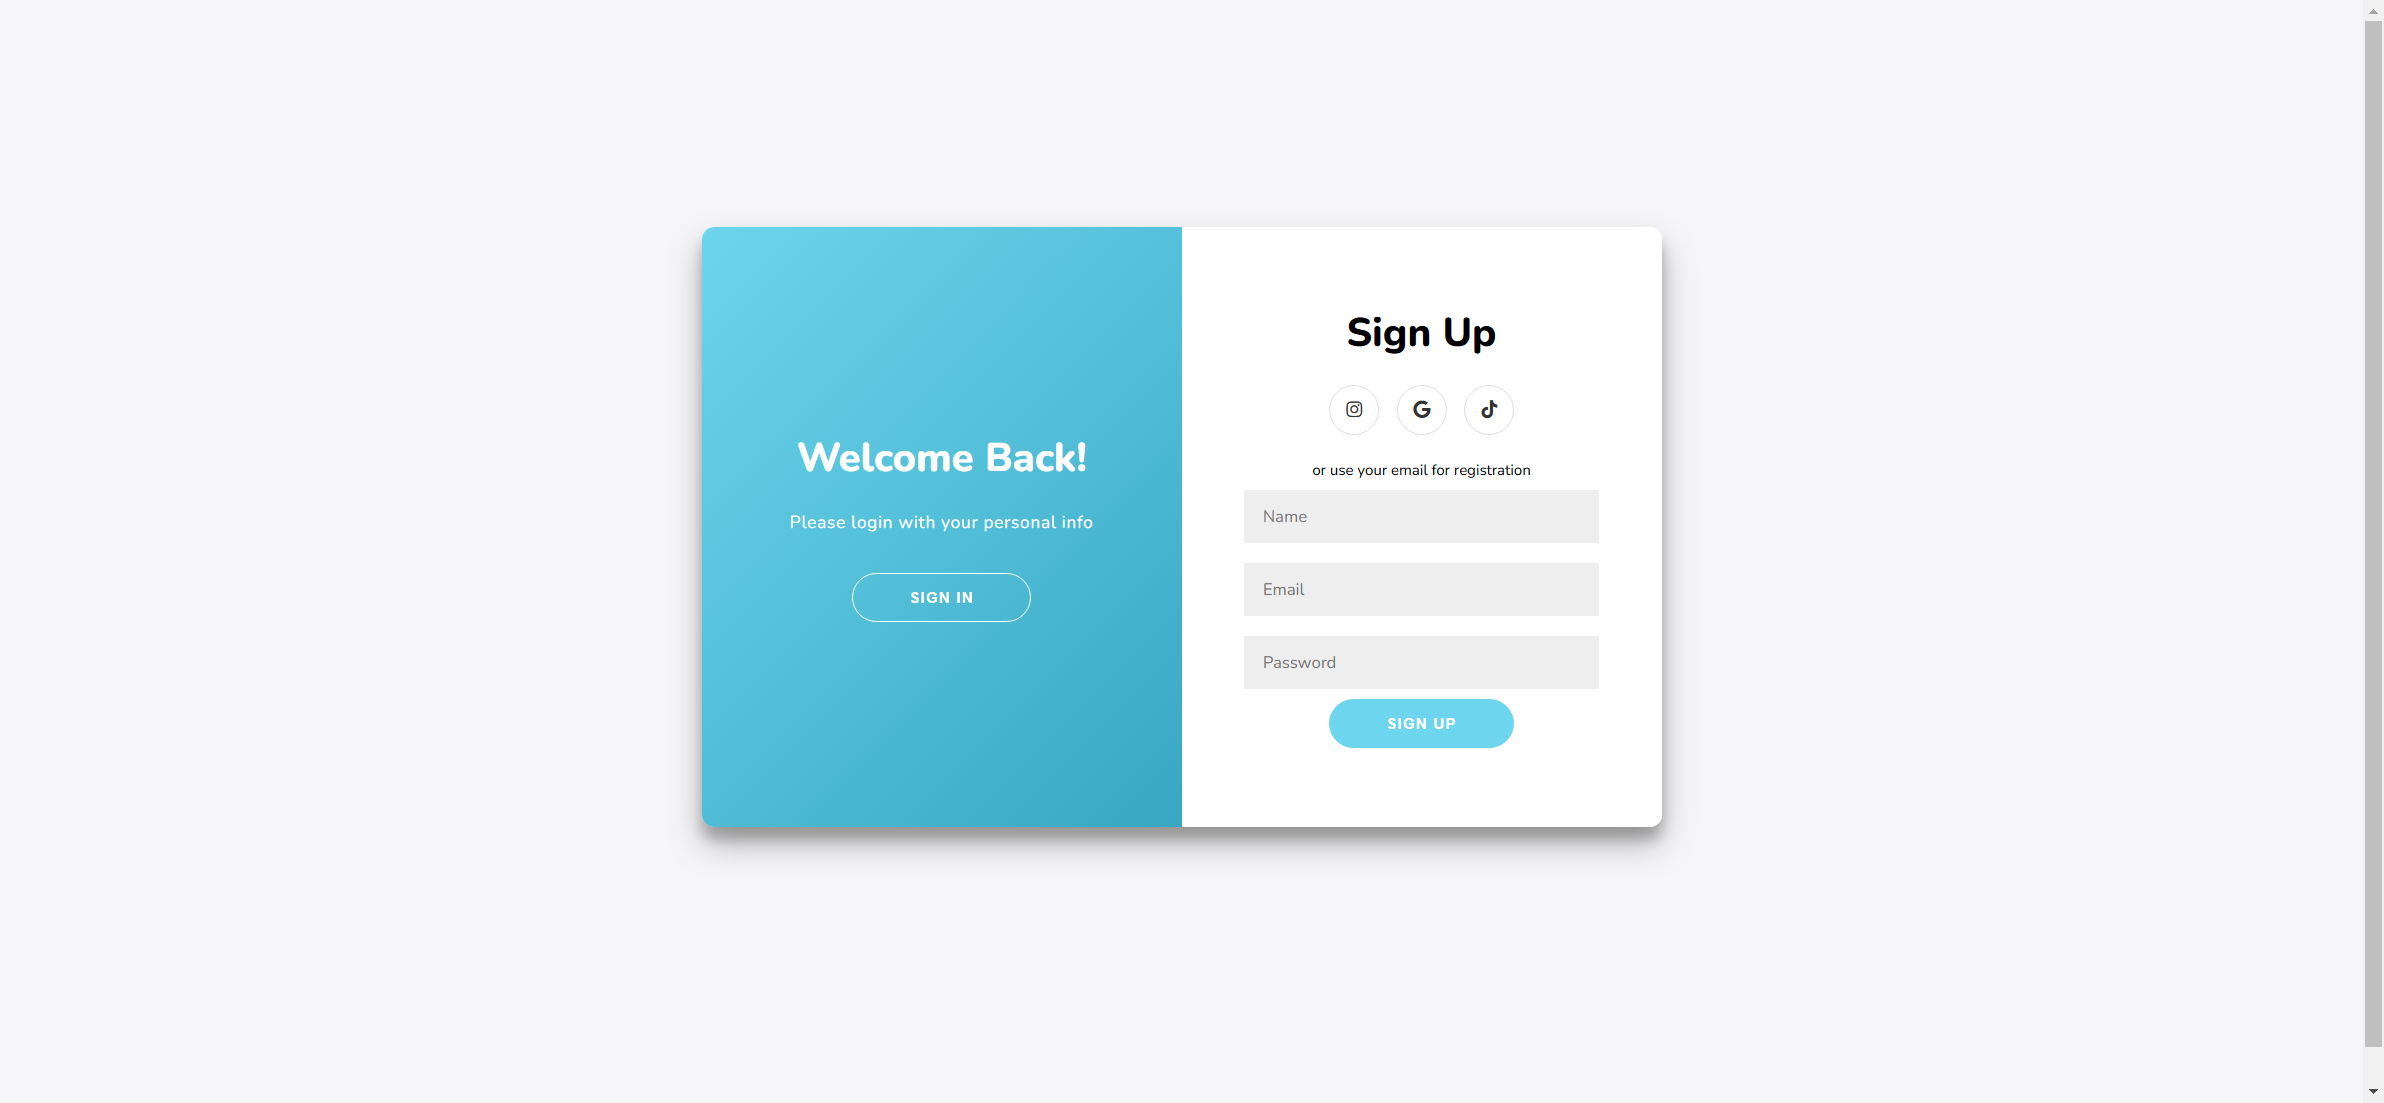 Welcome Back!
Please login with your personal info
SIGN IN
Sign Up
or use your email for registration
Name
Email
Password
SIGN UP